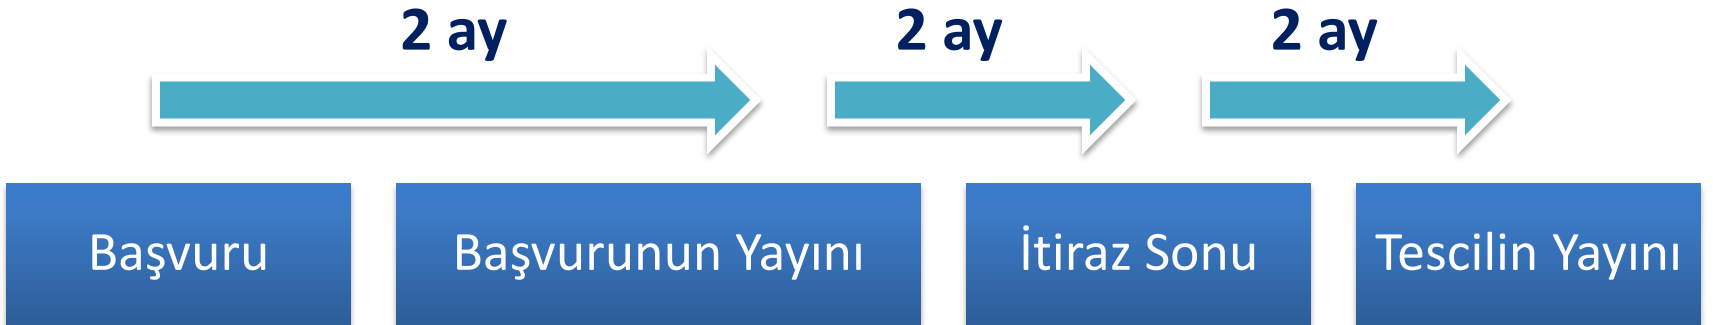 2 ay
2 ay
2 ay
Başvuru
Başvurunun Yayını
İtiraz Sonu
Tescilin Yayını